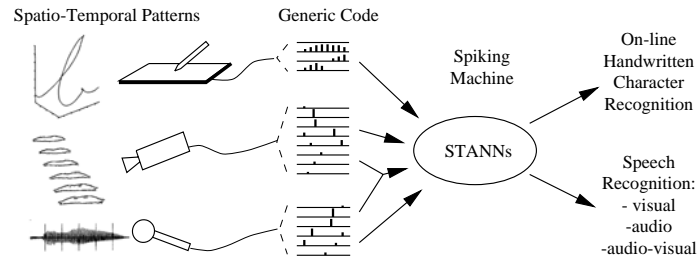 Spatio-Temporal Patterns
Generic Code
Spiking
Machine
STANNs
On-line
Handwritten
Character
Recognition
Speech
Recognition:
- visual
-audio
-audio-visual